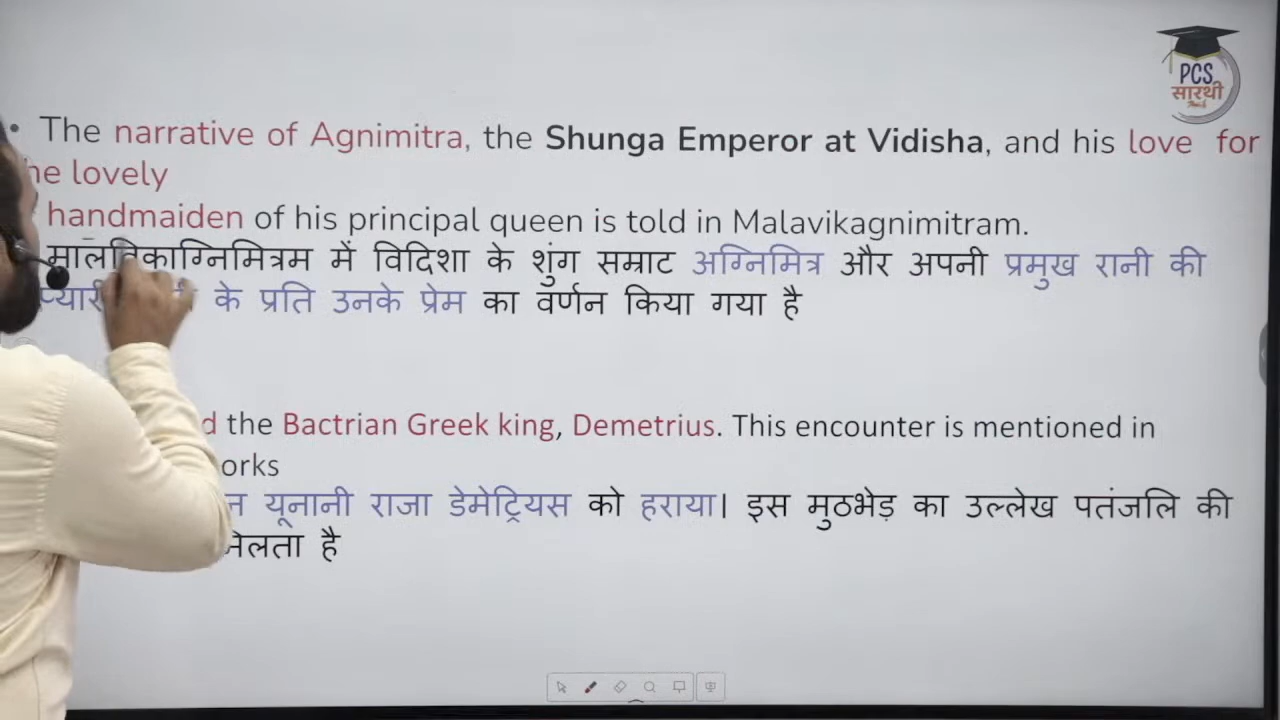 PCS
सारथी
• The narrative of Agnimitra, the Shunga Emperor at Vidisha, and his love for
he lovely
handmaiden of his principal queen is told in Malavikagnimitram.
मालविकाग्निमित्रम में विदिशा के शुंग सम्राट अग्निमित्र और अपनी प्रमुख रानी की
के प्रति उनके प्रेम का वर्णन किया गया है
d the Bactrian Greek king, Demetrius. This encounter is mentioned in
orks
न यूनानी राजा डेमेट्रियस को हराया। इस मुठभेड़ का उल्लेख पतंजलि की
मिलता है